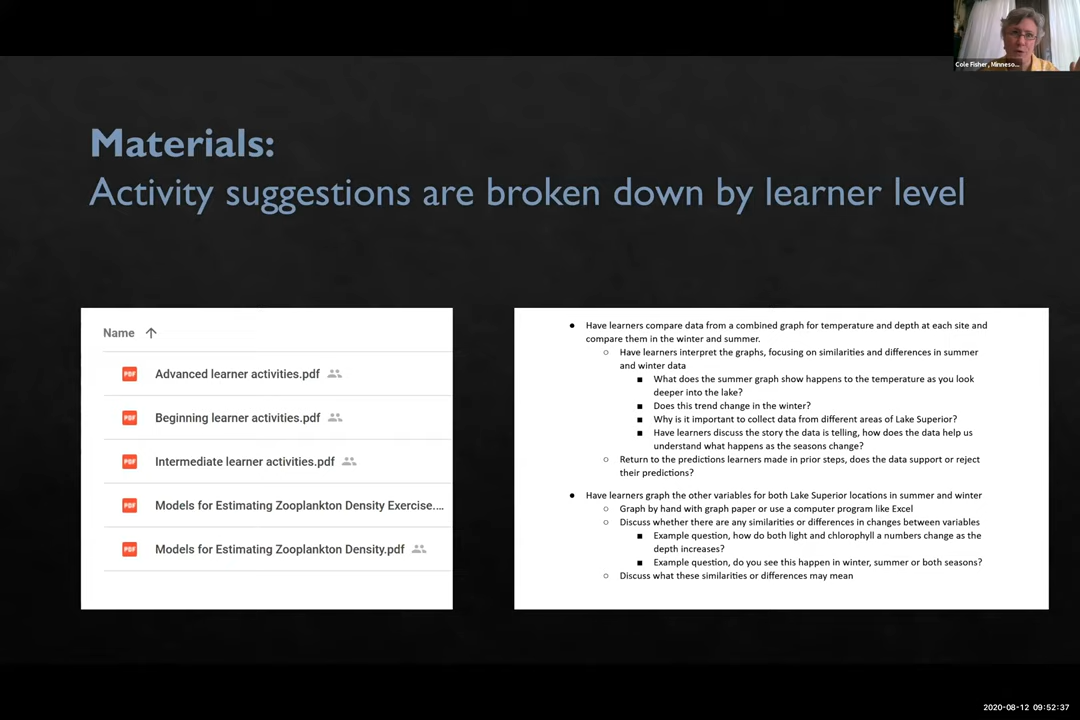 Cole Fisher, Minneso...
Materials:
Activity suggestions are broken down by learner level
Name
PDF
Advanced learner activities.pdf
PDF
Beginning learner activities.pdf
PDF
Intermediate learner activities.pdf
PDF
Models for Estimating Zooplankton Density Exercise....
PDF
Models for Estimating Zooplankton Density.pdf
Have learners compare data from a combined graph for temperature and depth at each site and
compare them in the winter and summer.
Have learners interpret the graphs, focusing on similarities and differences in summer
and winter data
What does the summer graph show happens to the temperature as you look
deeper into the lake?
Does this trend change in the winter?
Why is it important to collect data from different areas of Lake Superior?
Have learners discuss the story the data is telling, how does the data help us
understand what happens as the seasons change?
Return to the predictions learners made in prior steps, does the data support or reject
their predictions?
Have learners graph the other variables for both Lake Superior locations in summer and winter
Graph by hand with graph paper or use a computer program like Excel
Discuss whether there are any similarities or differences in changes between variables
Example question, how do both light and chlorophyll a numbers change as the
depth increases?
Example question, do you see this happen in winter, summer or both seasons?
Discuss what these similarities or differences may mean
2020-08-12 09:52:37